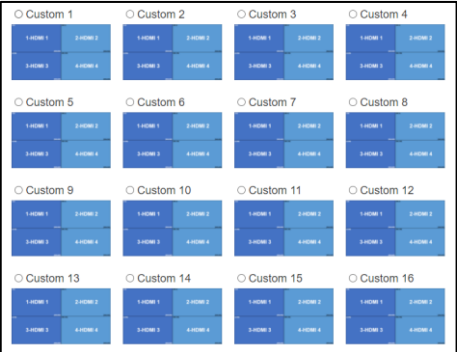 Custom 1 Custom 2 Custom 3 Custom 4
1-HDMI 1 2-HDMI 2 1-HDMI 1 2-HDMI 2 1-HDMI 1 2-HDMI 2 1-HDMI 1 2-HDMI 2
3-HDMI 3 4-HDMI 4 3-HDMI 3 4-HDMI 4 3-HDMI 3 4-HDMI 4 3-HDMI 3 4-HDMI 4
Custom 5 Custom 6 Custom 7 Custom 8
1-HDMI 1 2-HDMI 2 1-HDMI 1 2-HDMI 2 1-HDMI 1 2-HDMI 2 1-HDMI 1 2-HDMI 2
3-HDMI 3 4-HDMI 4 3-HDMI 3 4-HDMI 4 3-HDMI 3 4-HDMI 4 3-HDMI 3 4-HDMI 4
Custom 9 Custom 10 Custom 11 Custom 12
1-HDMI 1 2-HDMI 2 1-HDMI 1 2-HDMI 2 1-HDMI 1 2-HDMI 2 1-HDMI 1 2-HDMI 2
3-HDMI 3 4-HDMI 4 3-HDMI 3 4-HDMI 4 3-HDMI 3 4-HDMI 4 3-HDMI 3 4-HDMI 4
Custom 13 Custom 14 Custom 15 Custom 16
1-HDMI 1 2-HDMI 2 1-HDMI 1 2-HDMI 2 1-HDMI 1 2-HDMI 2 1-HDMI 1 2-HDMI 2
3-HDMI 3 4-HDMI 4 3-HDMI 3 4-HDMI 4 3-HDMI 3 4-HDMI 4 3-HDMI 3 4-HDMI 4